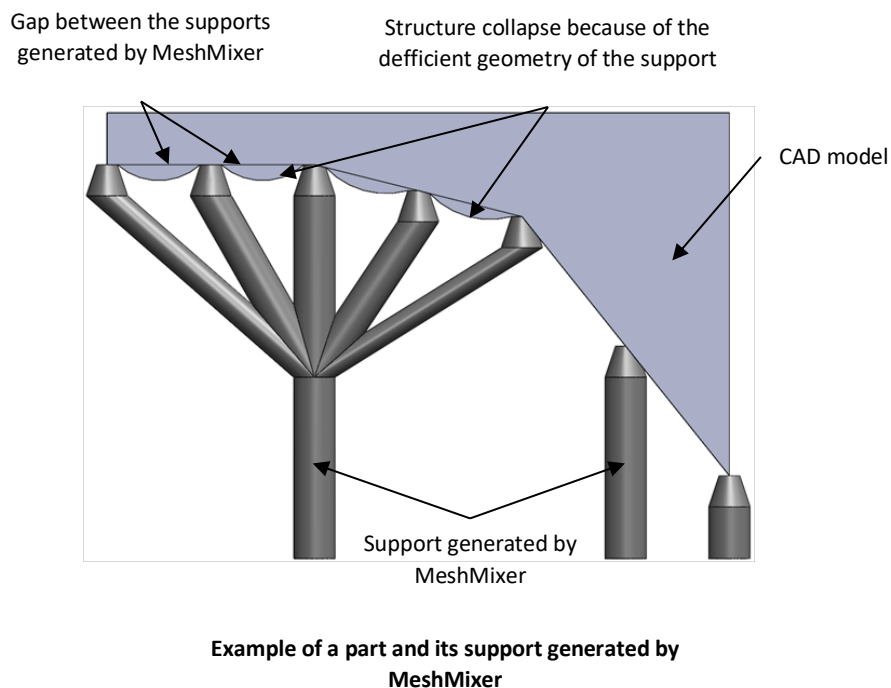 Gap between the supports
generated by MeshMixer
Structure collapse because of the
defficient geometry of the support
CAD model
Support generated by
MeshMixer
Example of a part and its support generated by
MeshMixer